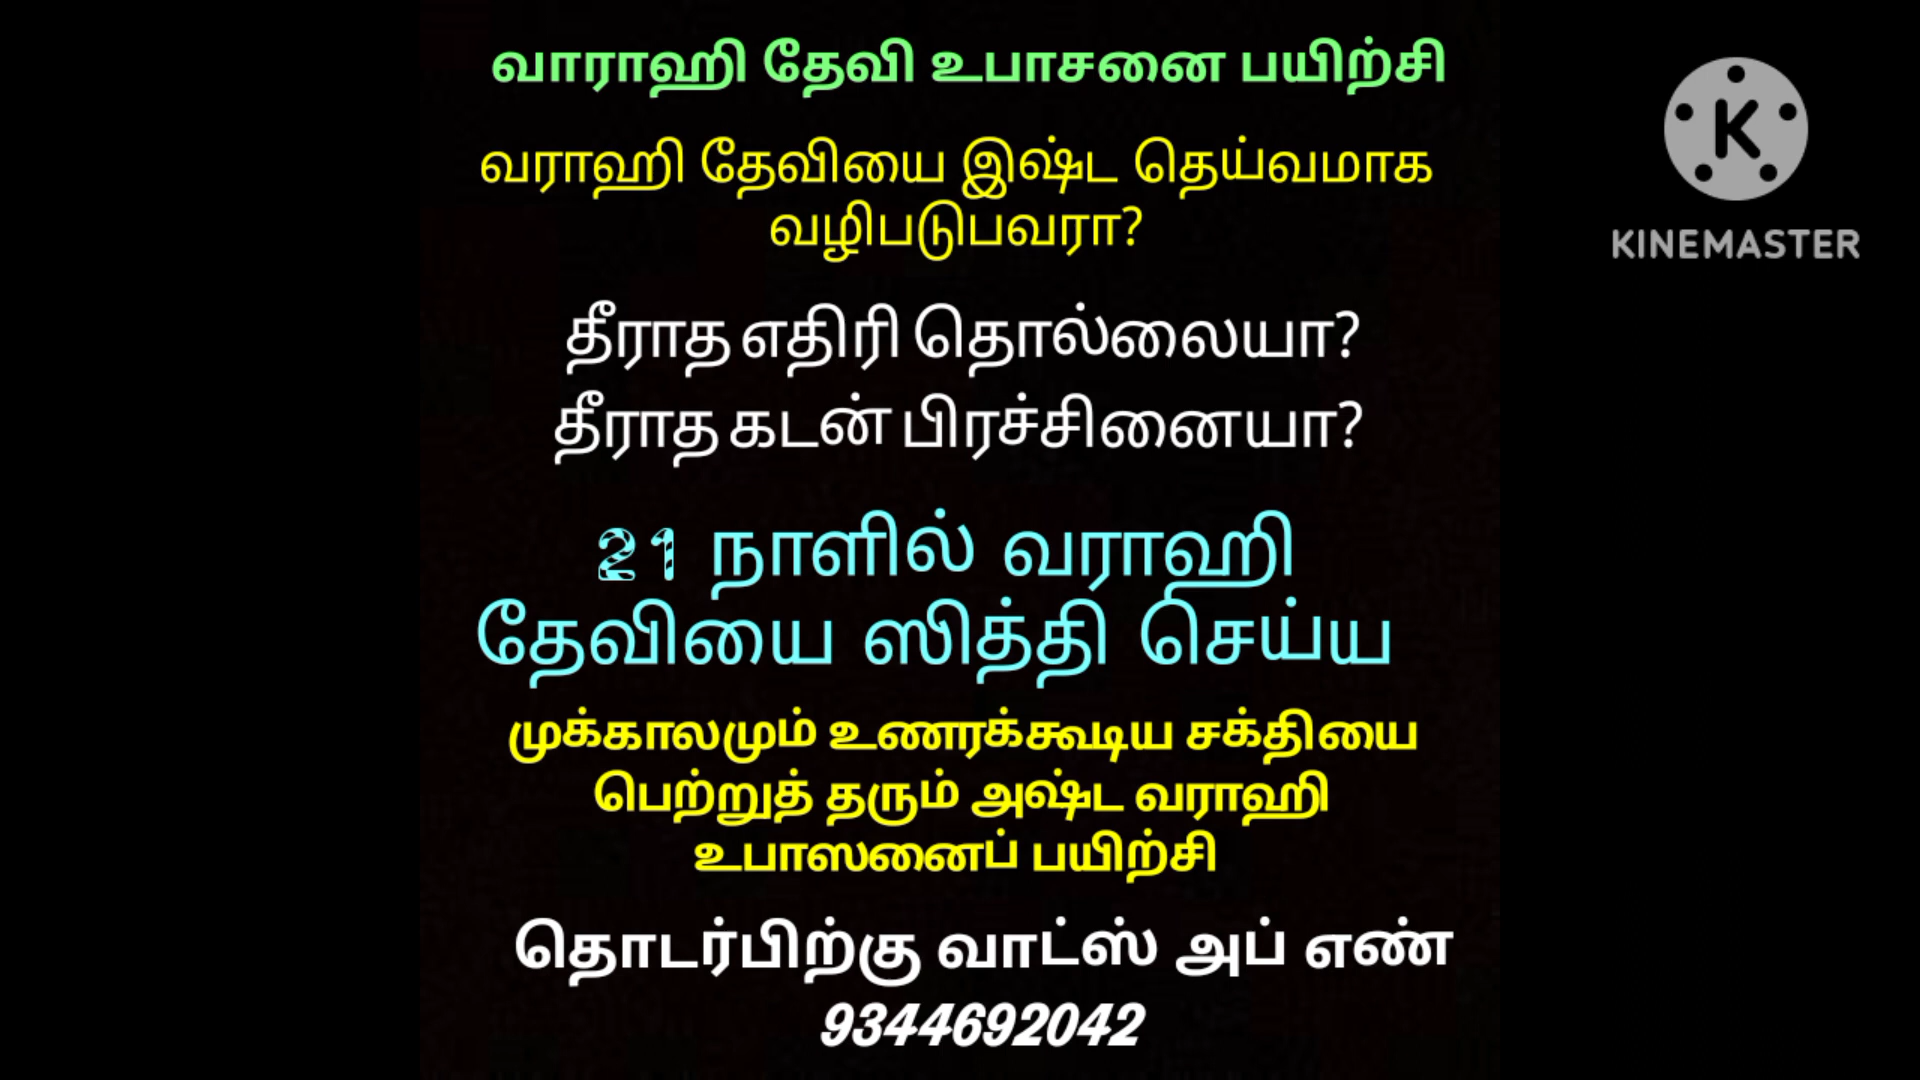 வாராஹி தேவி உபாசனை பயிற்சி
வராஹி தேவியை இஷ்ட தெய்வமாக
வழிபடுபவரா?
தீராத எதிரி தொல்லையா?
தீராத கடன் பிரச்சினையா?
21 நாளில் வராஹி
தேவியை ஸித்தி செய்ய
முக்காலமும் உணரக்கூடிய சக்தியை
பெற்றுத் தரும் அஷ்ட வராஹி
உபாஸனைப் பயிற்சி
தொடர்பிற்கு வாட்ஸ் அப் எண்
9344692042
K
KINEMASTER